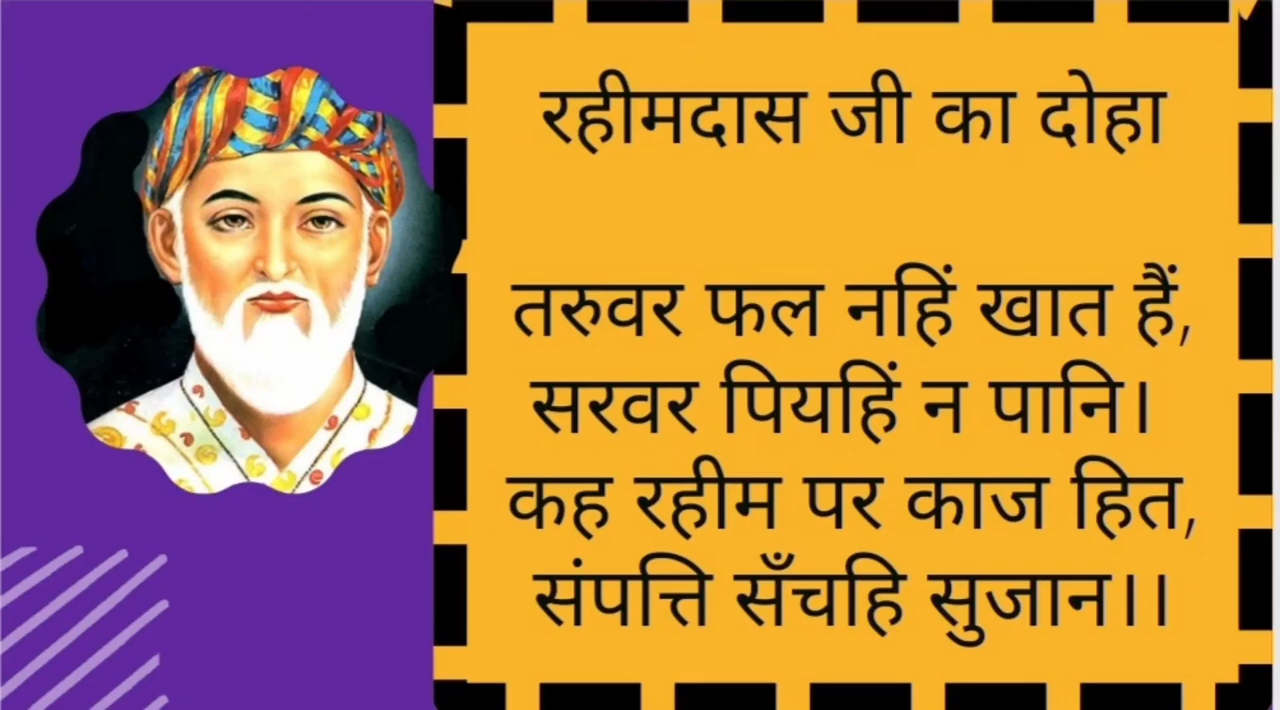 रहीमदास जी का दोहा
तरुवर फल नहिं खात हैं,
सरवर पियहिं न पानि।
कह रहीम पर काज हित,
संपत्ति सँचहि सुजान।।